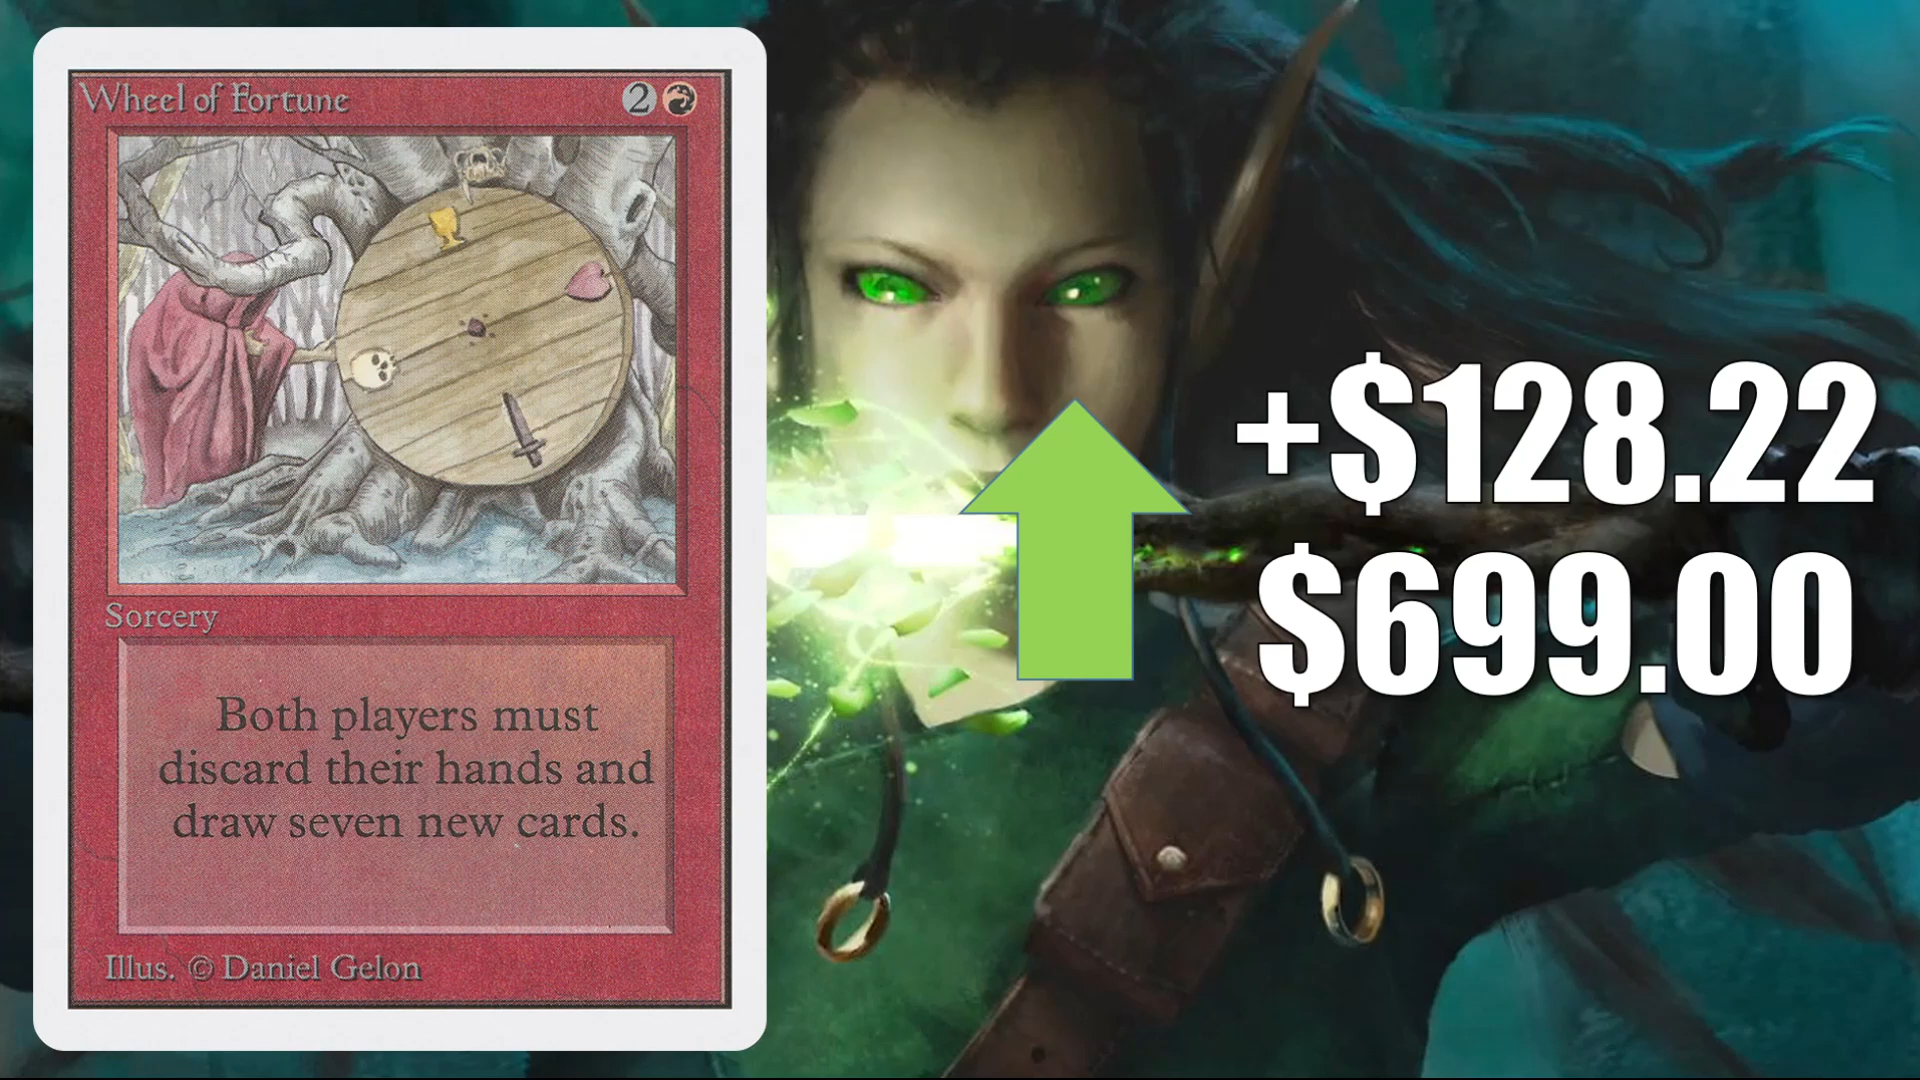 Wheel of Fortune 2
Sorcery
Both players must
discard their hands and
draw seven new cards.
Illus. © Daniel Gelon
+$128.22
$699.00